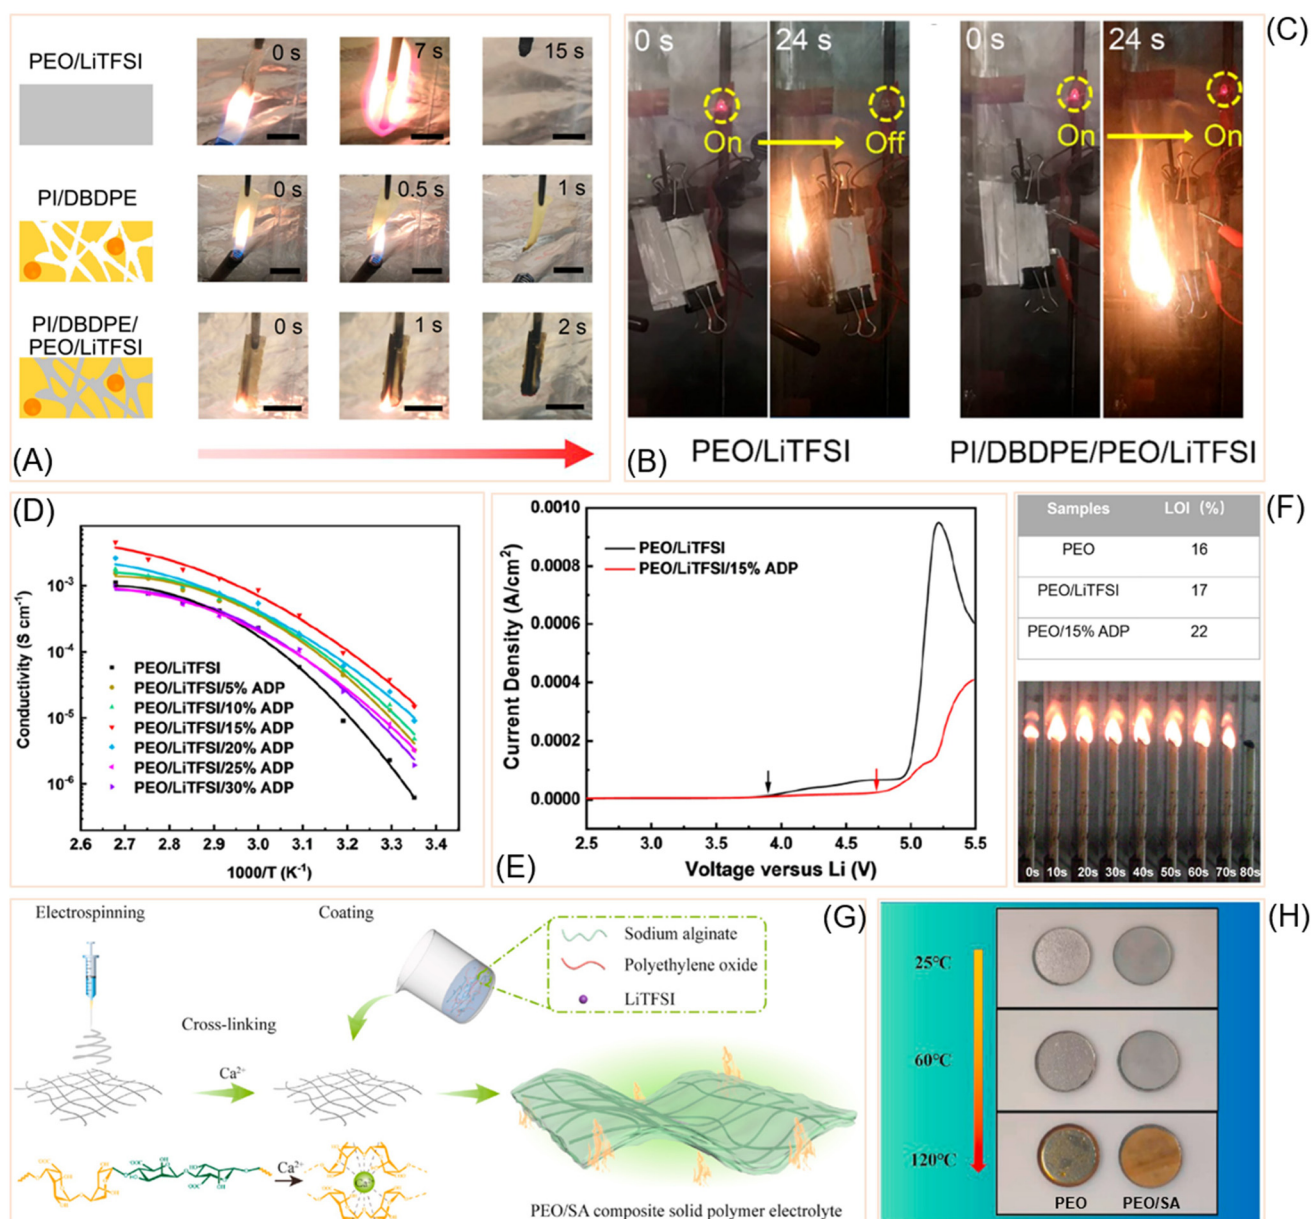 PEO/LiTFSI
0 s
7 s
15 s
PI/DBDPE
0 s
0.5 s
1 s
PI/DBDPE/
PEO/LiTFSI
0 s
1 s
2 s
(A)
0 s
24 s
On
Off
PEO/LiTFSI
0 s
24 s
On
On
PI/DBDPE/PEO/LiTFSI
(B)
(C)
(D)
Conductivity (S cm⁻¹)
10⁻³
10⁻⁴
10⁻⁵
10⁻⁶
PEO/LiTFSI
PEO/LiTFSI/5% ADP
PEO/LiTFSI/10% ADP
PEO/LiTFSI/15% ADP
PEO/LiTFSI/20% ADP
PEO/LiTFSI/25% ADP
PEO/LiTFSI/30% ADP
2.6 2.7 2.8 2.9 3.0 3.1 3.2 3.3 3.4
1000/T (K⁻¹)
Current Density (A/cm²)
0.0010
0.0008
0.0006
0.0004
0.0002
0.0000
PEO/LiTFSI
PEO/LiTFSI/15% ADP
2.5 3.0 3.5 4.0 4.5 5.0 5.5
Voltage versus Li (V)
(E)
Samples LOI (%)
PEO 16
PEO/LiTFSI 17
PEO/15% ADP 22
(F)
0s 10s 20s 30s 40s 50s 60s 70s 80s
Electrospinning
Coating
(G)
Sodium alginate
Polyethylene oxide
LiTFSI
Cross-linking
Ca²⁺
Ca²⁺
PEO/SA composite solid polymer electrolyte
(H)
25℃
60℃
120℃
PEO
PEO/SA